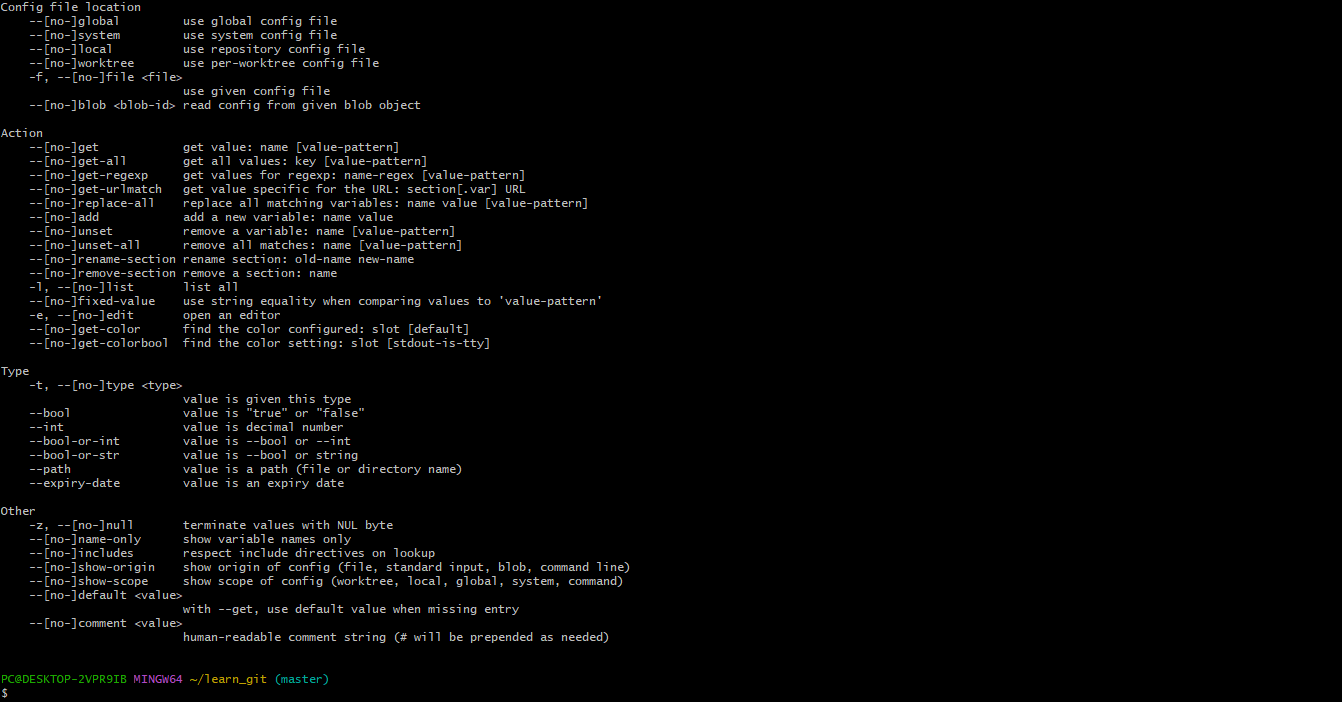 Config file location
    --[no-]global         use global config file
    --[no-]system         use system config file
    --[no-]local          use repository config file
    --[no-]worktree       use per-worktree config file
    -f, --[no-]file <file>
                          use given config file
    --[no-]blob <blob-id> read config from given blob object

Action
    --[no-]get            get value: name [value-pattern]
    --[no-]get-all        get all values: key [value-pattern]
    --[no-]get-regexp     get values for regexp: name-regex [value-pattern]
    --[no-]get-urlmatch   get value specific for the URL: section[.var] URL
    --[no-]replace-all    replace all matching variables: name value [value-pattern]
    --[no-]add            add a new variable: name value
    --[no-]unset          remove a variable: name [value-pattern]
    --[no-]unset-all      remove all matches: name [value-pattern]
    --[no-]rename-section rename section: old-name new-name
    --[no-]remove-section remove a section: name
    -l, --[no-]list       list all
    --[no-]fixed-value    use string equality when comparing values to 'value-pattern'
    -e, --[no-]edit       open an editor
    --[no-]get-color      find the color configured: slot [default]
    --[no-]get-colorbool  find the color setting: slot [stdout-is-tty]

Type
    -t, --[no-]type <type>
                          value is given this type
    --bool                value is "true" or "false"
    --int                 value is decimal number
    --bool-or-int         value is --bool or --int
    --bool-or-str         value is --bool or string
    --path                value is a path (file or directory name)
    --expiry-date         value is an expiry date

Other
    -z, --[no-]null       terminate values with NUL byte
    --[no-]name-only      show variable names only
    --[no-]includes       respect include directives on lookup
    --[no-]show-origin    show origin of config (file, standard input, blob, command line)
    --[no-]show-scope     show scope of config (worktree, local, global, system, command)
    --[no-]default <value>
                          with --get, use default value when missing entry
    --[no-]comment <value>
                          human-readable comment string (# will be prepended as needed)

PC@DESKTOP-2VPR9IB MINGW64 ~/learn_git (master)
$